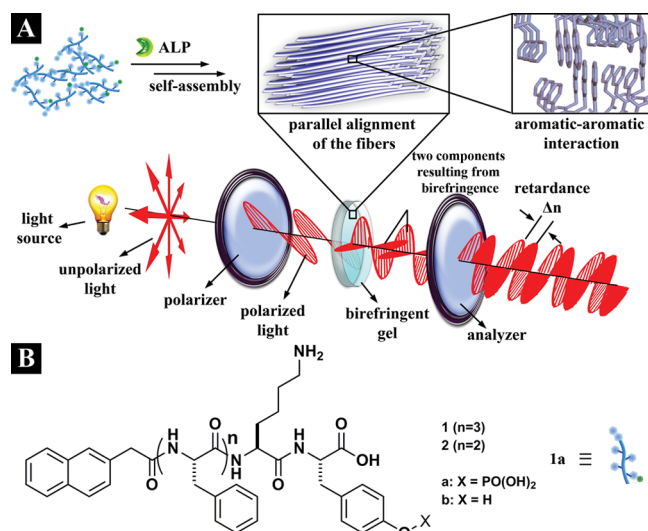 A
ALP
self-assembly
parallel alignment
of the fibers
aromatic-aromatic
interaction
two components
resulting from
birefringence
retardance
Δn
light
source
unpolarized
light
polarizer
polarized
light
birefringent
gel
analyzer
B
NH2
H
N
O
n
N
H
O
H
N
O
OH
O
O
X
1 (n=3)
2 (n=2)
a: X = PO(OH)2
b: X = H
1a ≡